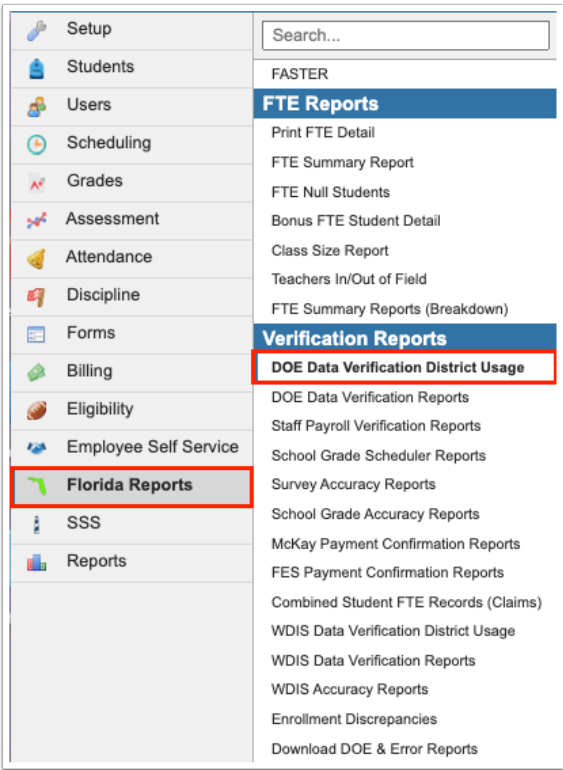 Setup
Students
Users
Scheduling
Grades
Assessment
Attendance
Discipline
Forms
Billing
Eligibility
Employee Self Service
Florida Reports
SSS
Reports
Search...
FASTER
FTE Reports
Print FTE Detail
FTE Summary Report
FTE Null Students
Bonus FTE Student Detail
Class Size Report
Teachers In/Out of Field
FTE Summary Reports (Breakdown)
Verification Reports
DOE Data Verification District Usage
DOE Data Verification Reports
Staff Payroll Verification Reports
School Grade Scheduler Reports
Survey Accuracy Reports
School Grade Accuracy Reports
McKay Payment Confirmation Reports
FES Payment Confirmation Reports
Combined Student FTE Records (Claims)
WDIS Data Verification District Usage
WDIS Data Verification Reports
WDIS Accuracy Reports
Enrollment Discrepancies
Download DOE & Error Reports